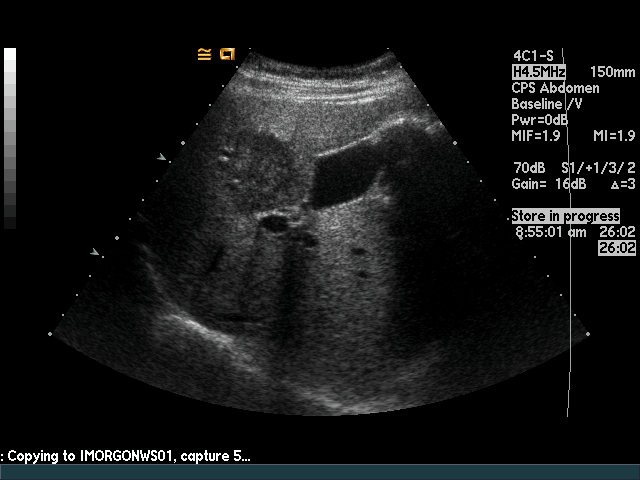 4C1-S
H4.5MHz 150mm
CPS Abdomen
Baseline /V
Pwr=0dB
MIF=1.9 MI=1.9
70dB S1/+1/3/2
Gain= 16dB Δ=3
Store in progress
8:55:01 am 26:02
26:02
: Copying to IMORGONWS01, capture 5...